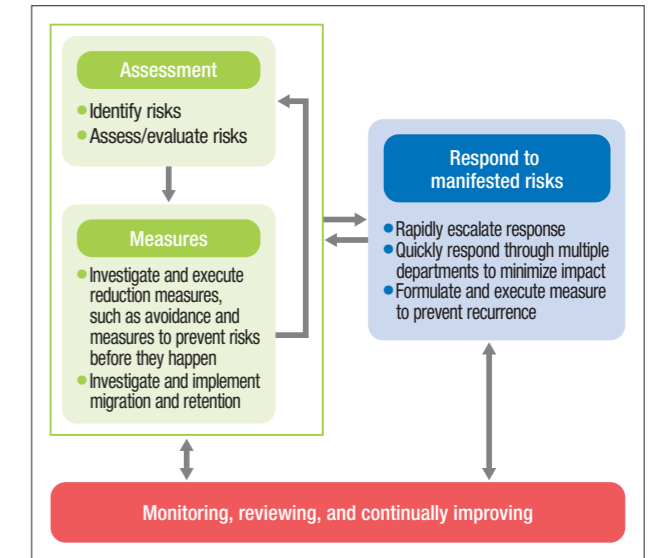 Assessment
● Identify risks
● Assess/evaluate risks
Measures
● Investigate and execute
reduction measures,
such as avoidance and
measures to prevent risks
before they happen
● Investigate and implement
migration and retention
Respond to
manifested risks
● Rapidly escalate response
● Quickly respond through multiple
departments to minimize impact
● Formulate and execute measure
to prevent recurrence
Monitoring, reviewing, and continually improving